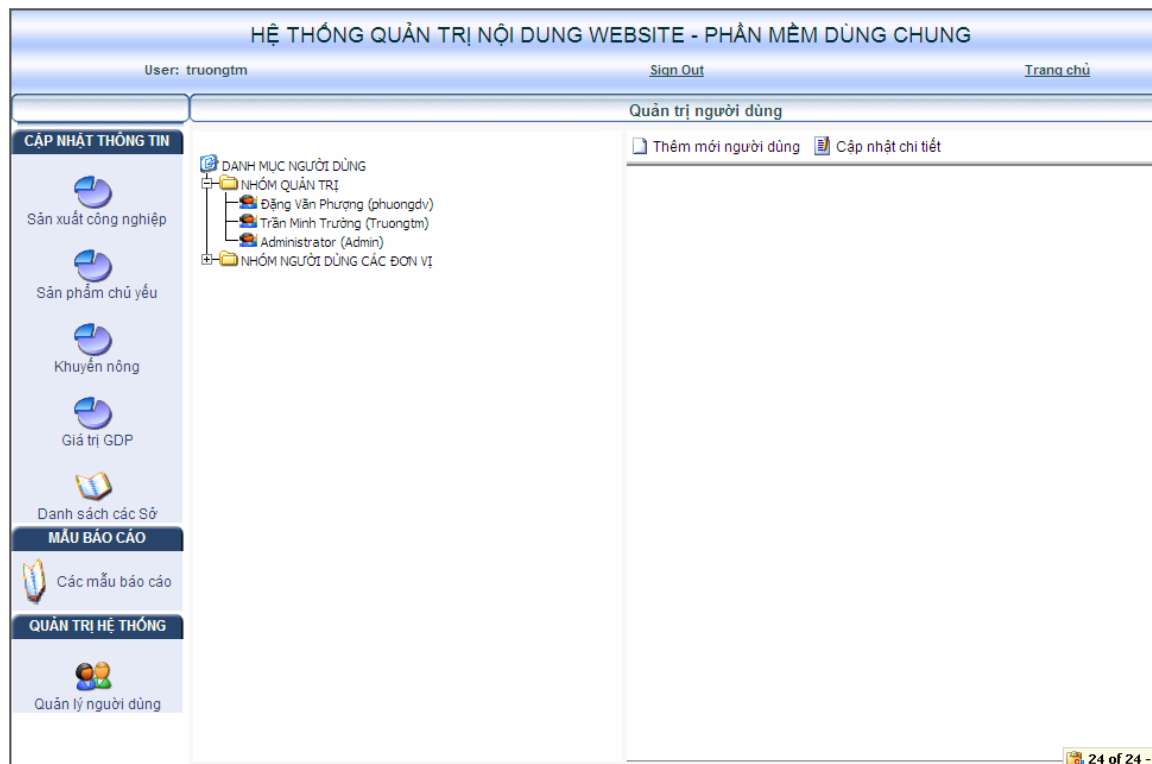 HỆ THỐNG QUẢN TRỊ NỘI DUNG WEBSITE - PHẦN MỀM DÙNG CHUNG
User: truongtm Sign Out Trang chủ
Quản trị người dùng
CẬP NHẬT THÔNG TIN
Sản xuất công nghiệp
Sản phẩm chủ yếu
Khuyến nông
Giá trị GDP
Danh sách các Sở
MẪU BÁO CÁO
Các mẫu báo cáo
QUẢN TRỊ HỆ THỐNG
Quản lý nguời dùng
DANH MỤC NGƯỜI DÙNG
NHÓM QUẢN TRỊ
Đặng Văn Phượng (phuongdv)
Trần Minh Trường (Truongtm)
Administrator (Admin)
NHÓM NGƯỜI DÙNG CÁC ĐƠN VỊ
Thêm mới người dùng Cập nhật chi tiết
24 of 24 -